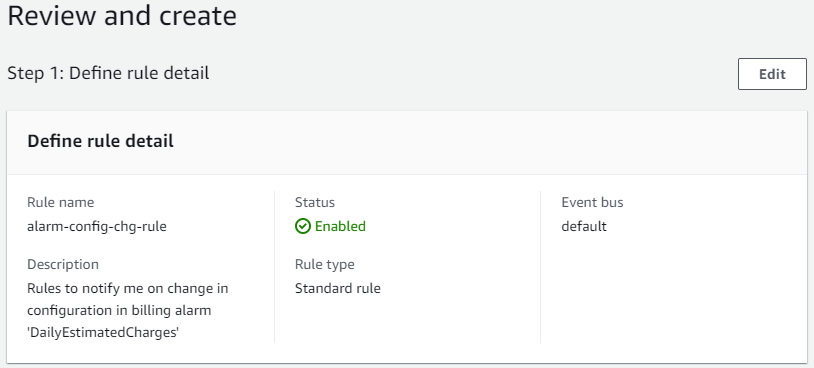 Review and create
Step 1: Define rule detail
Edit
Define rule detail
Rule name
alarm-config-chg-rule
Description
Rules to notify me on change in
configuration in billing alarm
'DailyEstimatedCharges'
Status
Enabled
Rule type
Standard rule
Event bus
default